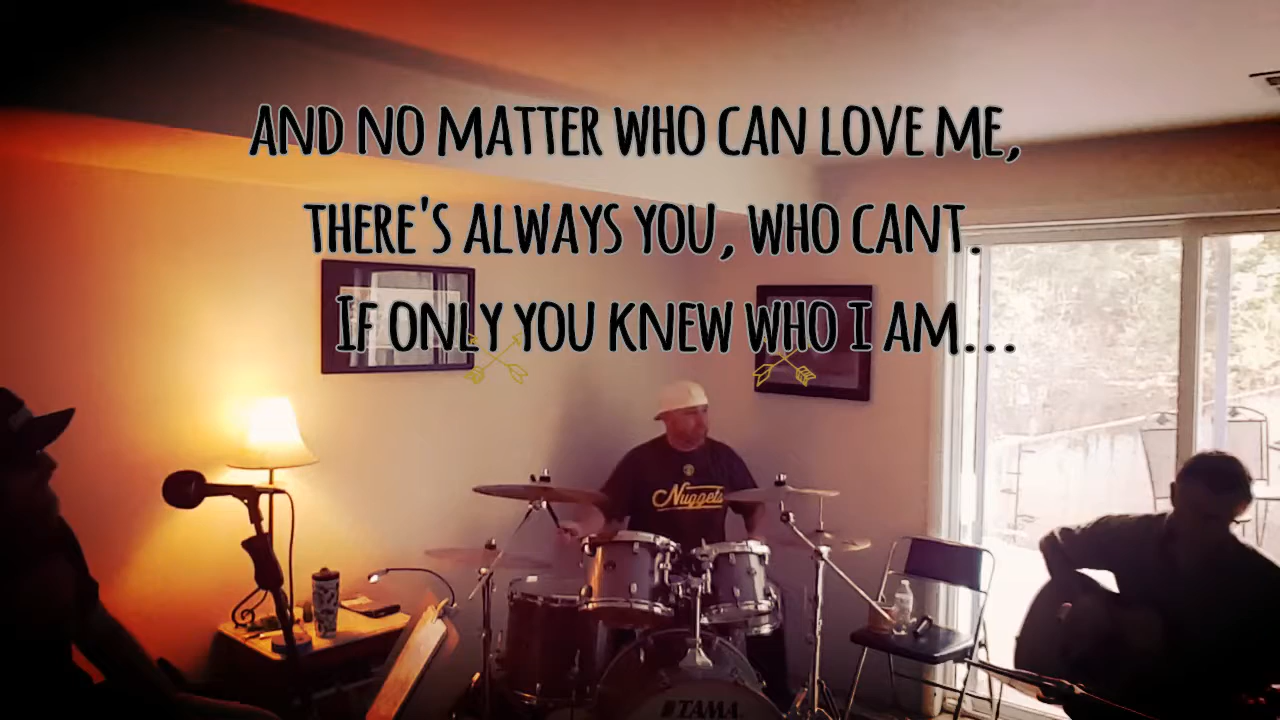 AND NO MATTER WHO CAN LOVE ME,
THERE'S ALWAYS YOU, WHO CANT.
IF ONLY YOU KNEW WHO I AM...
Nuggets
TAMA